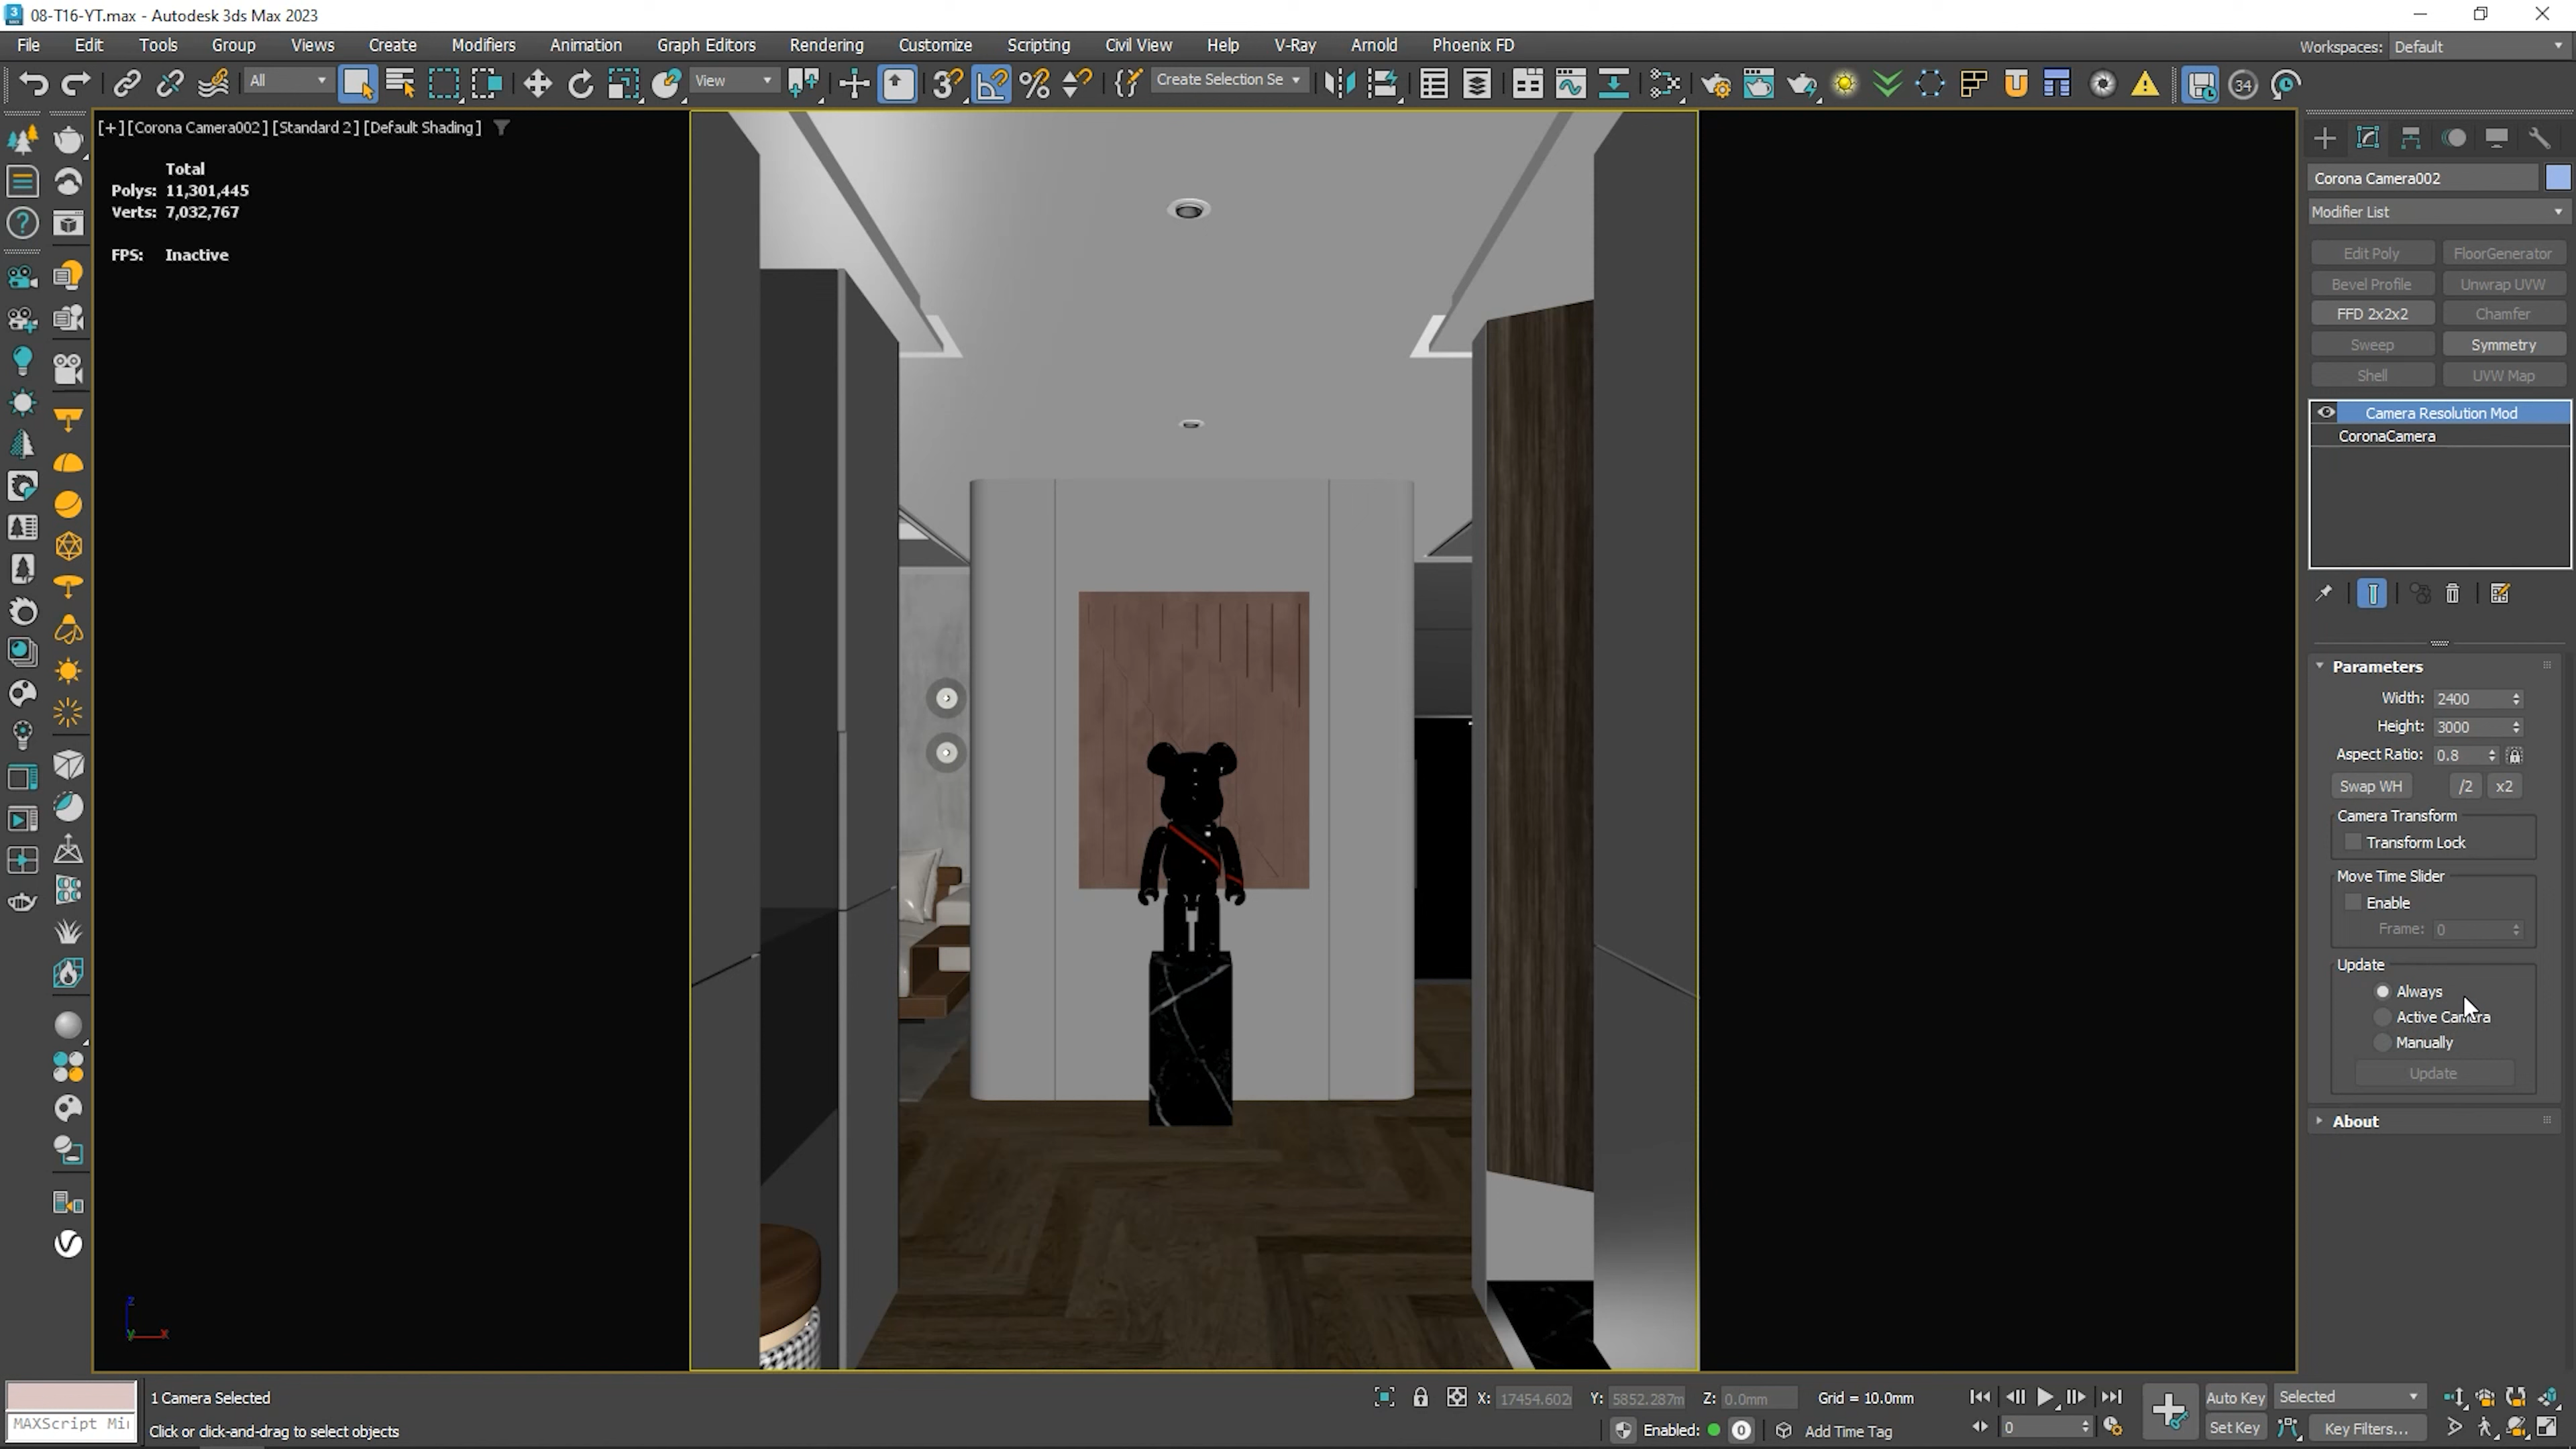 08-T16-YT.max - Autodesk 3ds Max 2023
File Edit Tools Group Views Create Modifiers Animation Graph Editors Rendering Customize Scripting Civil View Help V-Ray Arnold Phoenix FD
Workspaces: Default
All View Create Selection Se
34
[+] [Corona Camera002] [Standard 2] [Default Shading]
Total
Polys: 11,301,445
Verts: 7,032,767
FPS: Inactive
Corona Camera002
Modifier List
Edit Poly FloorGenerator
Bevel Profile Unwrap UVW
FFD 2x2x2 Chamfer
Sweep Symmetry
Shell UVW Map
Camera Resolution Mod
CoronaCamera
Parameters
Width: 2400
Height: 3000
Aspect Ratio: 0.8
Swap WH /2 x2
Camera Transform
Transform Lock
Move Time Slider
Enable
Frame: 0
Update
Always
Active Camera
Manually
Update
About
z
y x
1 Camera Selected
MAXScript Mi
Click or click-and-drag to select objects
X: 17454.602 Y: 5852.287m Z: 0.0mm Grid = 10.0mm
Enabled: 0 Add Time Tag
0
Auto Key Selected
Set Key Key Filters...